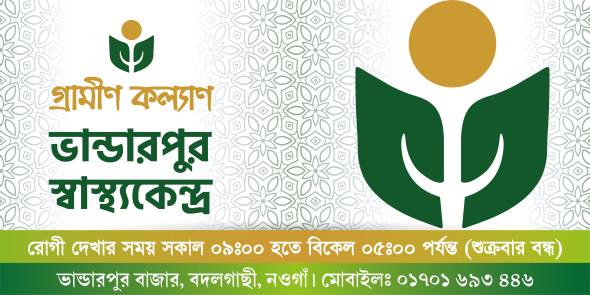 গ্রামীণ কল্যাণ
ভান্ডারপুর
স্বাস্থ্যকেন্দ্র
রোগী দেখার সময় সকাল ০৯ঃ০০ হতে বিকেল ০৫ঃ০০ পর্যন্ত (শুক্রবার বন্ধ)
ভান্ডারপুর বাজার, বদলগাছী, নওগাঁ। মোবাইলঃ ০১৭০১ ৬৯৩ ৪৪৬